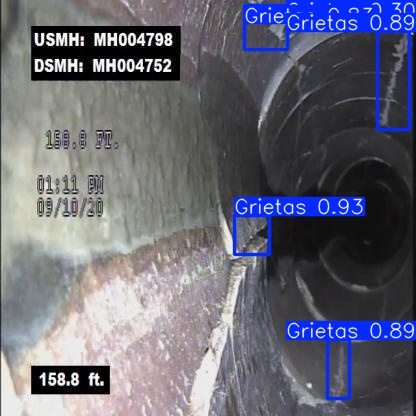 Grietas 0.89
USMH: MH004798
DSMH: MH004752
158.8 FT.
01:11 PM
09/10/20
Grietas 0.93
Grietas 0.89
158.8 ft.